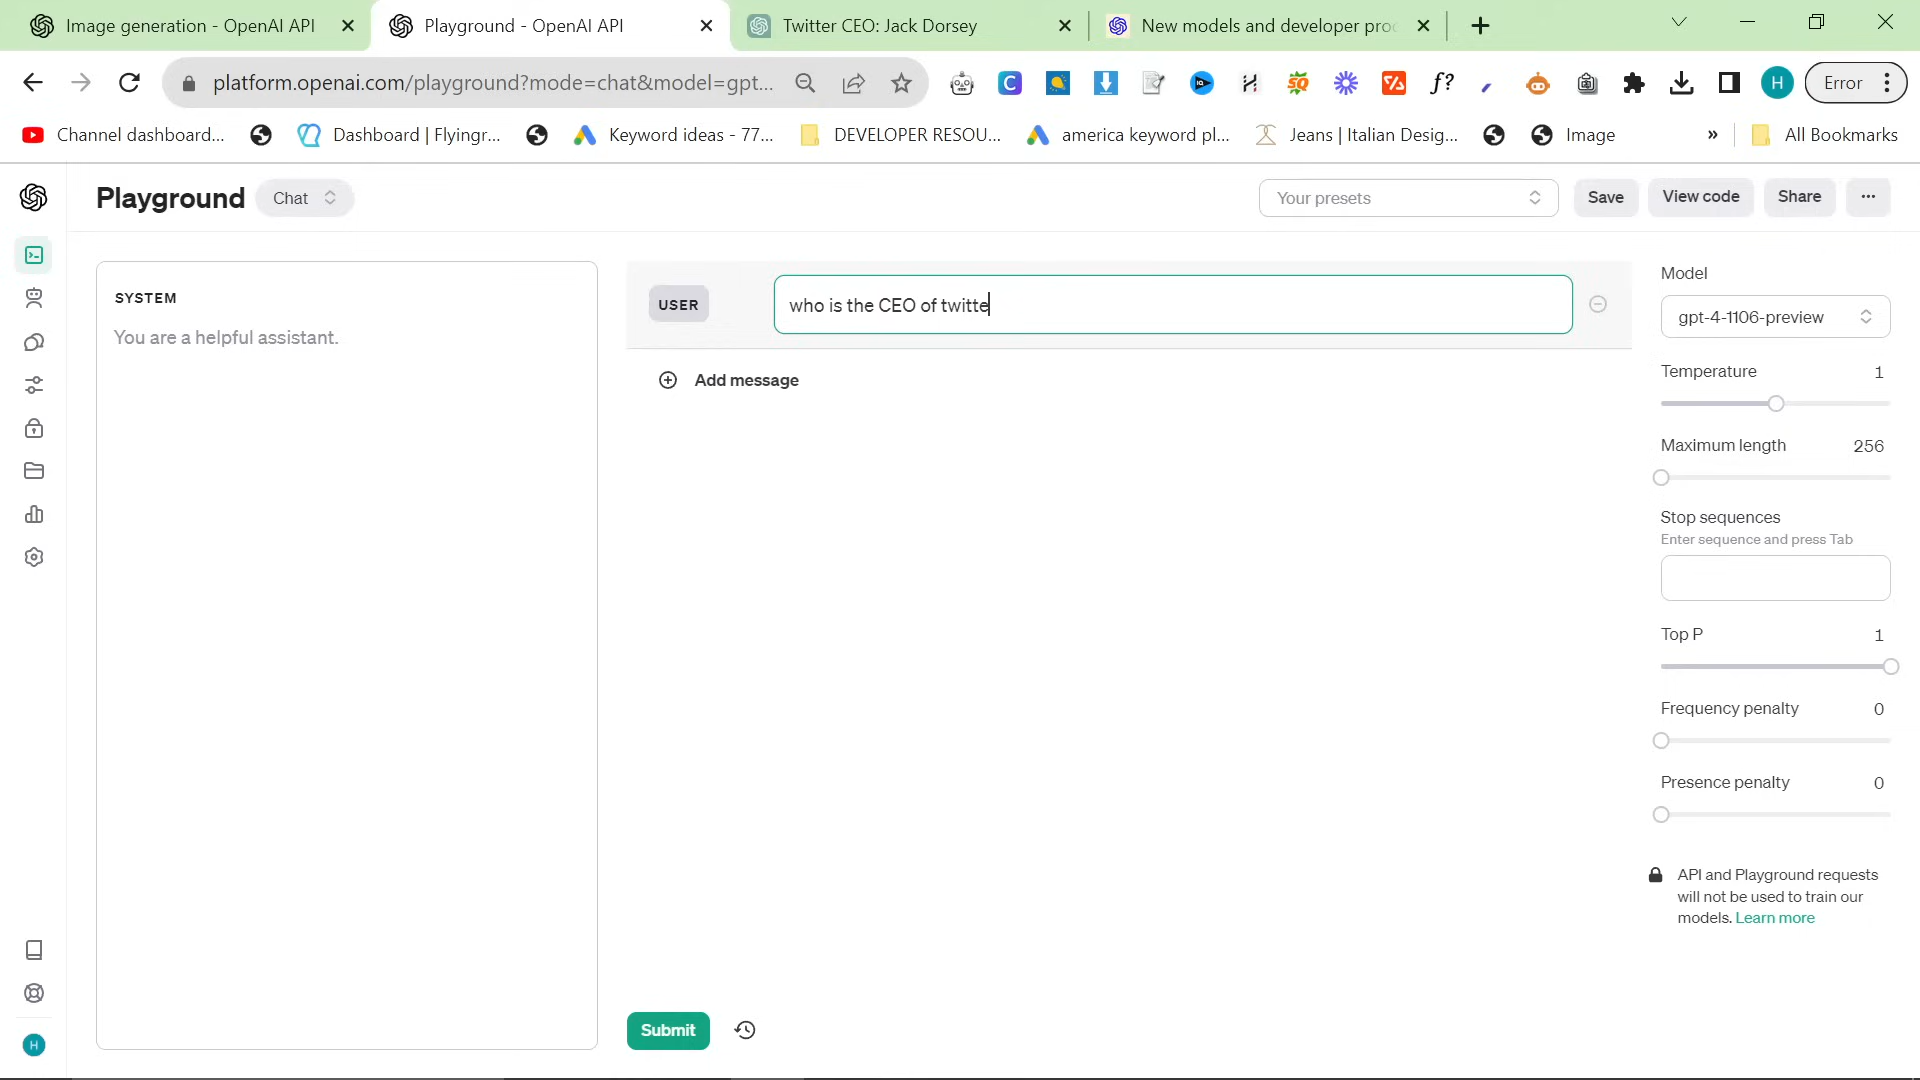 Image generation - OpenAI API
Playground - OpenAI API
Twitter CEO: Jack Dorsey
New models and developer pro
platform.openai.com/playground?mode=chat&model=gpt...
Error
Channel dashboard...
Dashboard | Flyingr...
Keyword ideas - 77...
DEVELOPER RESOU...
america keyword pl...
Jeans | Italian Desig...
Image
»
All Bookmarks
Playground
Chat
Your presets
Save
View code
Share
...
SYSTEM
You are a helpful assistant.
USER
who is the CEO of twitte
Add message
Submit
Model
gpt-4-1106-preview
Temperature 1
Maximum length 256
Stop sequences
Enter sequence and press Tab
Top P 1
Frequency penalty 0
Presence penalty 0
API and Playground requests
will not be used to train our
models. Learn more
H
H